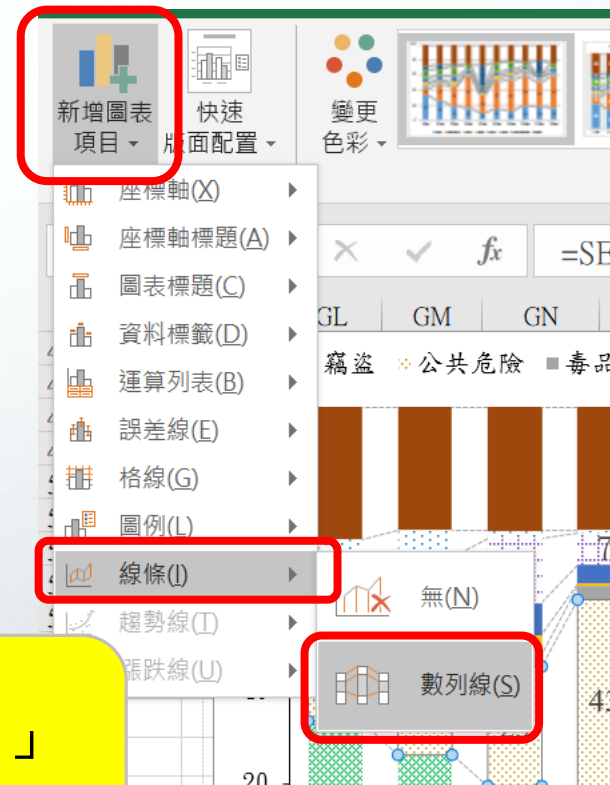 新增圖表
項目
快速
版面配置
變更
色彩
座標軸(X)
座標軸標題(A)
圖表標題(C)
資料標籤(D)
運算列表(B)
誤差線(E)
格線(G)
圖例(L)
線條(I)
趨勢線(T)
漲跌線(U)
無(N)
數列線(S)
fx
=SE
GL GM GN
竊盜 公共危險 毒品
20
」